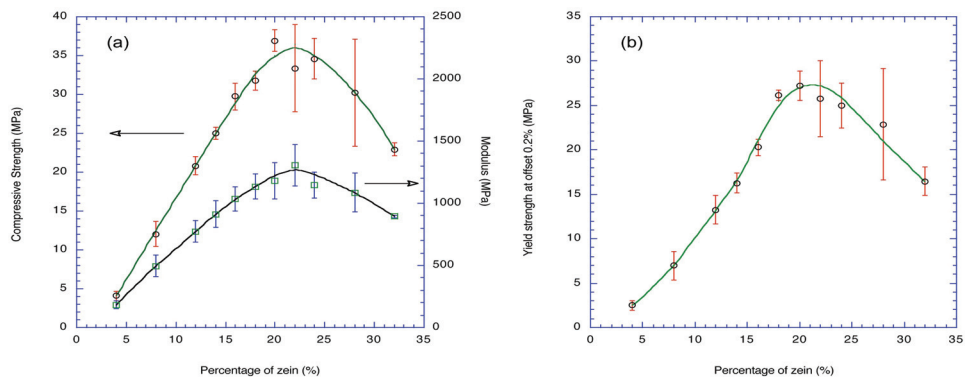 (a)
Compressive Strength (MPa)
40
35
30
25
20
15
10
5
0
2500
2000
1500
1000
500
0
Modulus (MPa)
0 5 10 15 20 25 30 35
Percentage of zein (%)
(b)
Yield strength at offset 0.2% (MPa)
35
30
25
20
15
10
5
0
0 5 10 15 20 25 30 35
Percentage of zein (%)